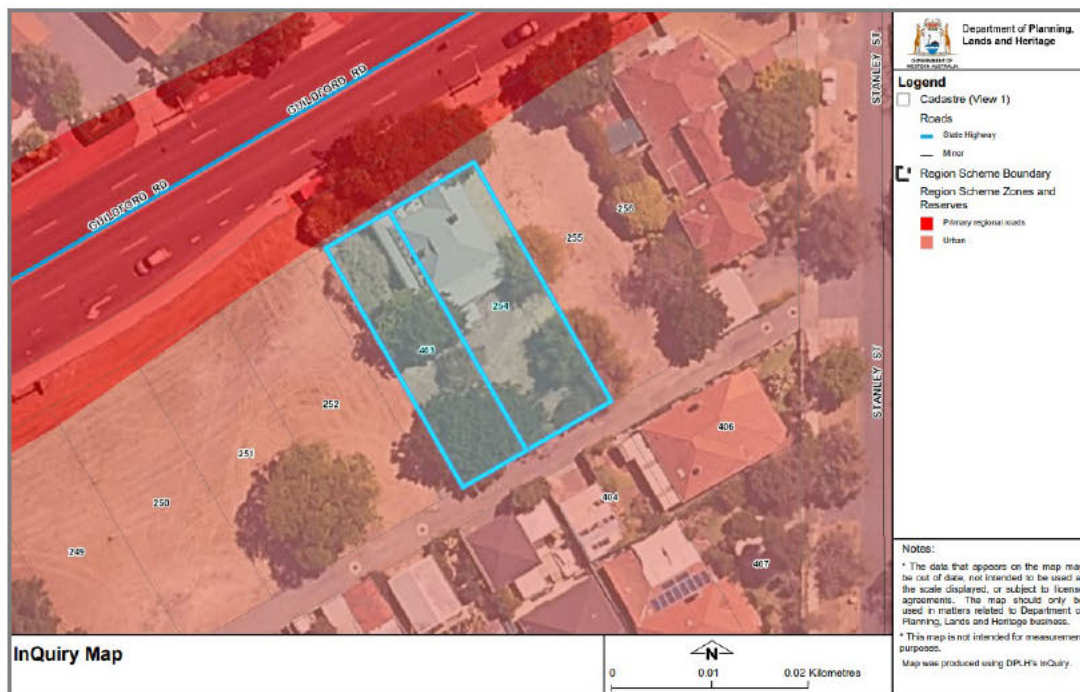 GUILDFORD RD
GUILDFORD RD
STANLEY ST
STANLEY ST
256
255
254
403
252
251
250
249
406
404
407
GOVERNMENT OF
WESTERN AUSTRALIA
Department of Planning,
Lands and Heritage
Legend
Cadastre (View 1)
Roads
State Highway
Minor
Region Scheme Boundary
Region Scheme Zones and
Reserves
Primary regional roads
Urban
Notes:
* The data that appears on the map may
be out of date, not intended to be used at
the scale displayed, or subject to license
agreements. The map should only be
used in matters related to Department of
Planning, Lands and Heritage business.
* This map is not intended for measurement
purposes.
Map was produced using DPLH's InQuiry.
InQuiry Map
N
0 0.01 0.02 Kilometres